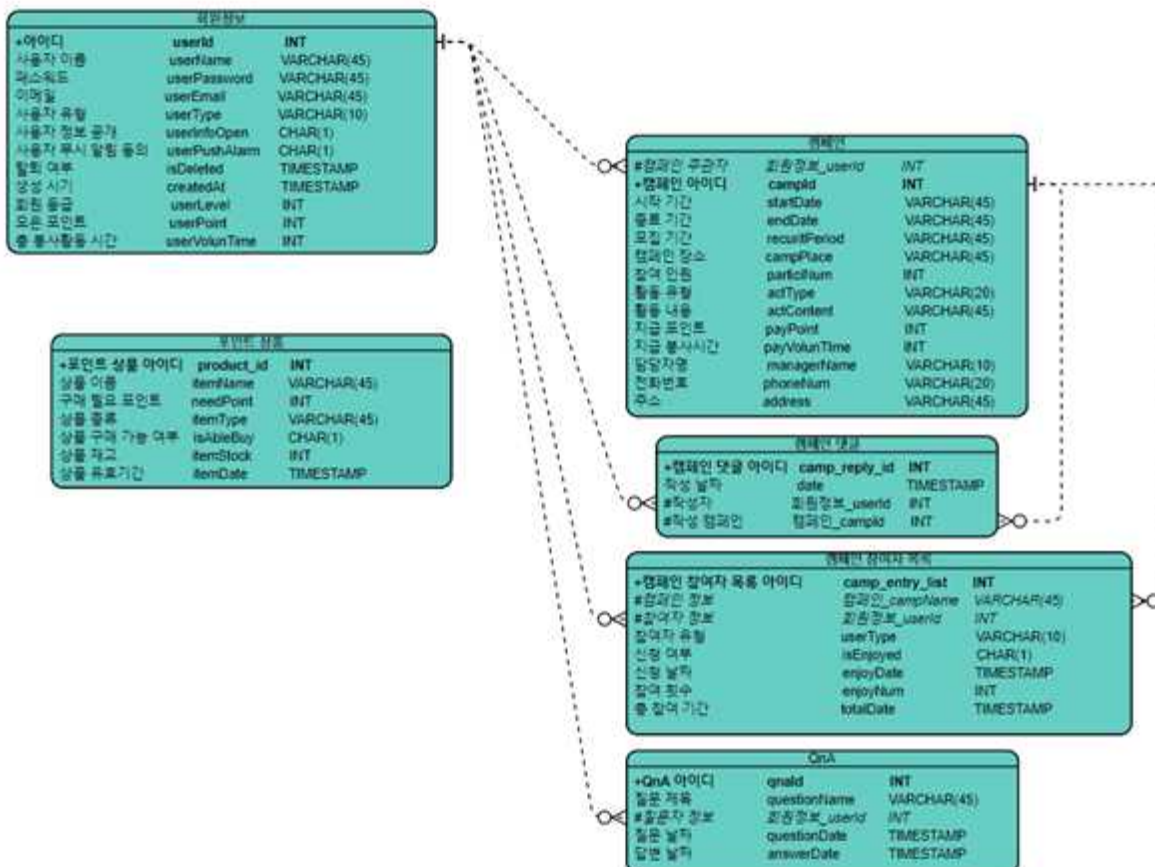 회원정보
+아이디 userId INT
사용자 이름 userName VARCHAR(45)
패스워드 userPassword VARCHAR(45)
이메일 userEmail VARCHAR(45)
사용자 유형 userType VARCHAR(10)
사용자 정보 공개 userInfoOpen CHAR(1)
사용자 푸시 알림 동의 userPushAlarm CHAR(1)
탈퇴 여부 isDeleted TIMESTAMP
생성 시기 createdAt TIMESTAMP
회원 등급 userLevel INT
모은 포인트 userPoint INT
총 봉사활동 시간 userVolunTime INT
포인트 상품
+포인트 상품 아이디 product_id INT
상품 이름 itemName VARCHAR(45)
구매 필요 포인트 needPoint INT
상품 종류 itemType VARCHAR(45)
상품 구매 가능 여부 isAbleBuy CHAR(1)
상품 재고 itemStock INT
상품 유효기간 itemDate TIMESTAMP
캠페인
#캠페인 주관자 회원정보_userId INT
+캠페인 아이디 campId INT
시작 기간 startDate VARCHAR(45)
종료 기간 endDate VARCHAR(45)
모집 기간 recuritPeriod VARCHAR(45)
캠페인 장소 campPlace VARCHAR(45)
참여 인원 particiNum INT
활동 유형 actType VARCHAR(20)
활동 내용 actContent VARCHAR(45)
지급 포인트 payPoint INT
지급 봉사시간 payVolunTime INT
담당자명 managerName VARCHAR(10)
전화번호 phoneNum VARCHAR(20)
주소 address VARCHAR(45)
캠페인 댓글
+캠페인 댓글 아이디 camp_reply_id INT
작성 날짜 date TIMESTAMP
#작성자 회원정보_userId INT
#작성 캠페인 캠페인_campId INT
캠페인 참여자 목록
+캠페인 참여자 목록 아이디 camp_entry_list INT
#캠페인 정보 캠페인_campName VARCHAR(45)
#참여자 정보 회원정보_userId INT
참여자 유형 userType VARCHAR(10)
신청 여부 isEnjoyed CHAR(1)
신청 날짜 enjoyDate TIMESTAMP
참여 횟수 enjoyNum INT
총 참여 기간 totalDate TIMESTAMP
QnA
+QnA 아이디 qnaId INT
질문 제목 questionName VARCHAR(45)
#질문자 정보 회원정보_userId INT
질문 날짜 questionDate TIMESTAMP
답변 날짜 answerDate TIMESTAMP